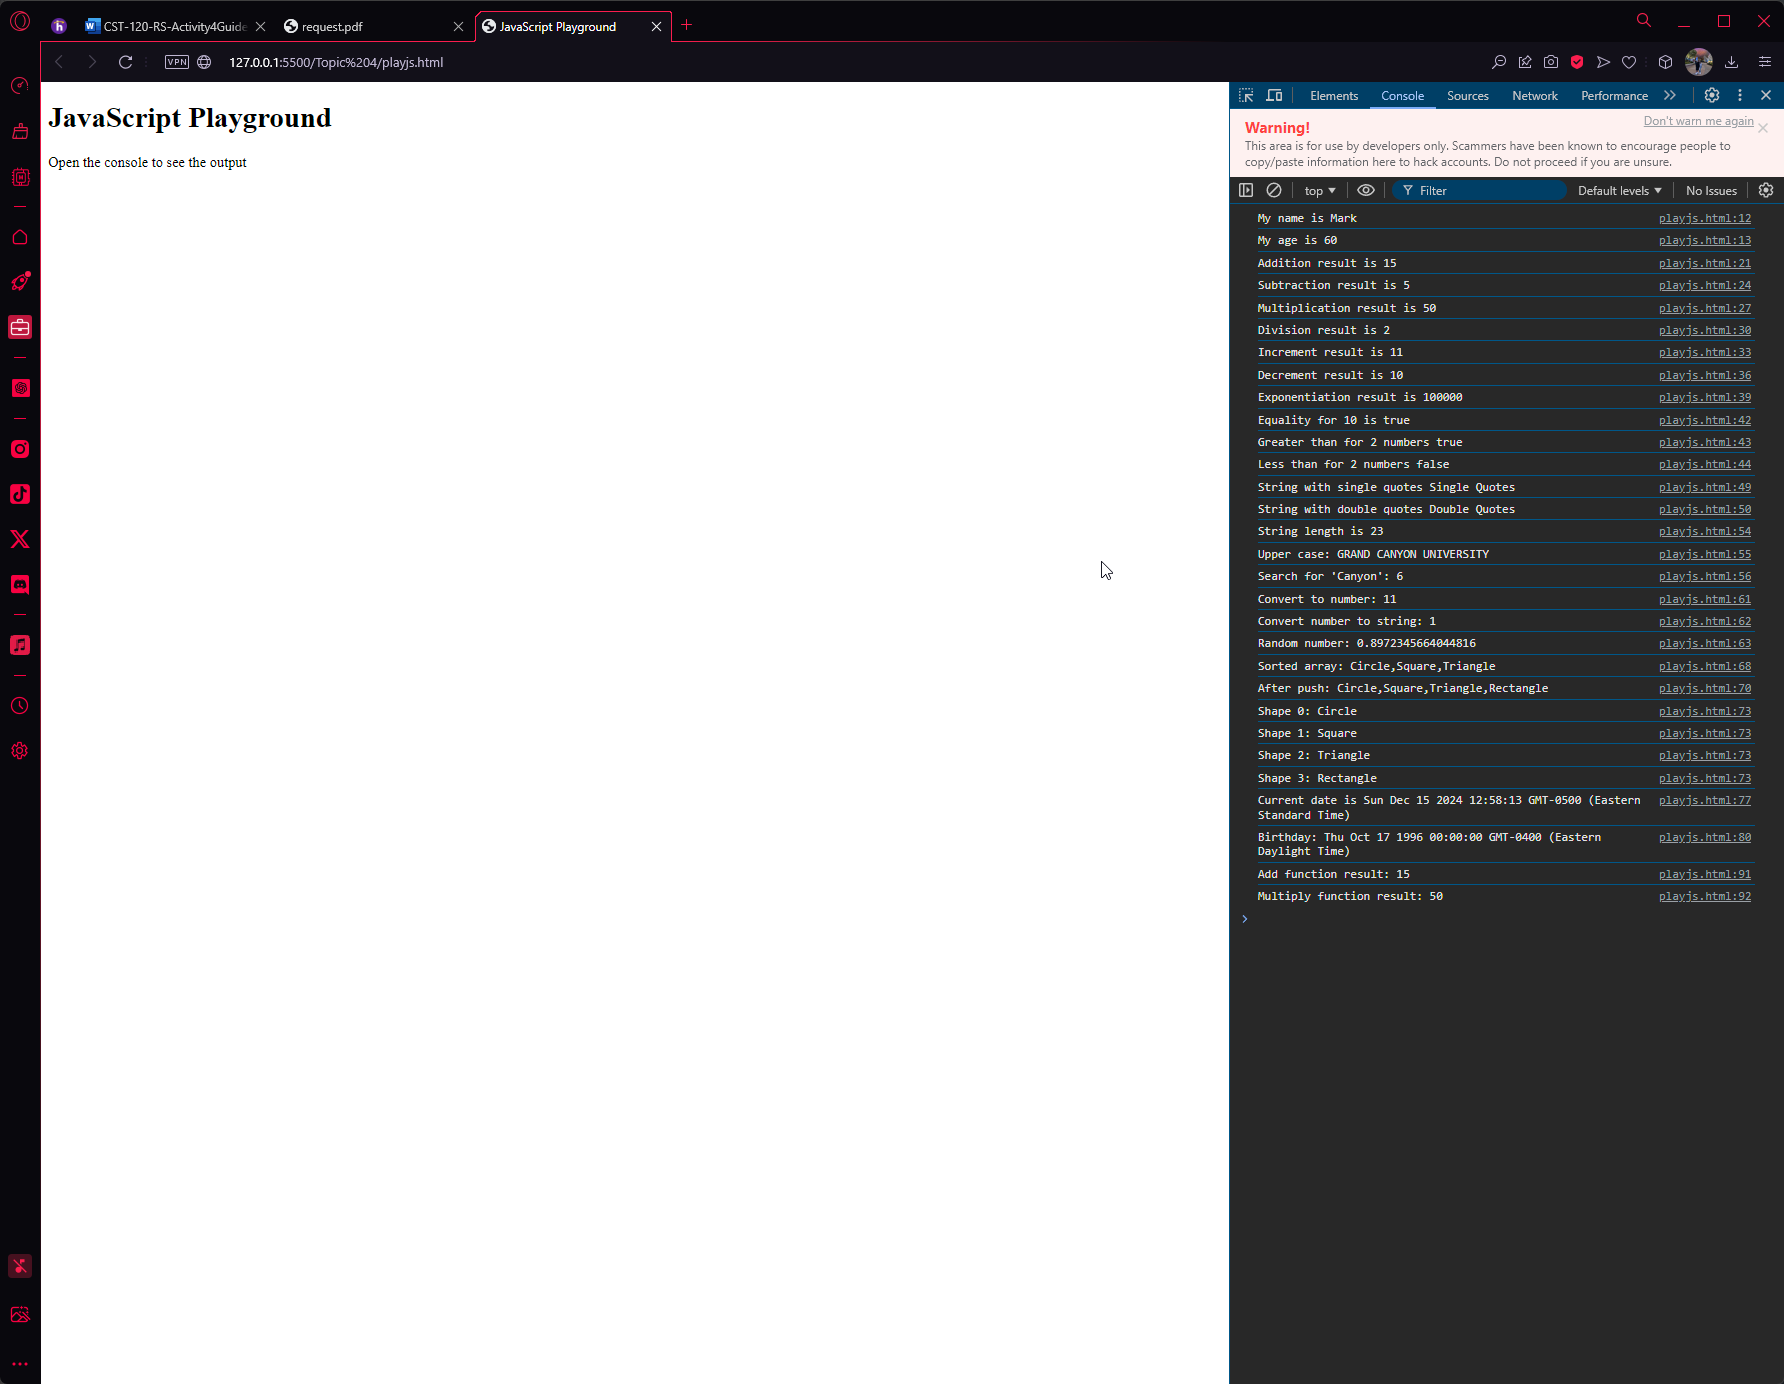 CST-120-RS-Activity4Guide
request.pdf
JavaScript Playground
VPN
127.0.0.1:5500/Topic%204/playjs.html
JavaScript Playground
Open the console to see the output
Elements
Console
Sources
Network
Performance
Warning!
Don't warn me again
This area is for use by developers only. Scammers have been known to encourage people to
copy/paste information here to hack accounts. Do not proceed if you are unsure.
top
Filter
Default levels
No Issues
My name is Mark playjs.html:12
My age is 60 playjs.html:13
Addition result is 15 playjs.html:21
Subtraction result is 5 playjs.html:24
Multiplication result is 50 playjs.html:27
Division result is 2 playjs.html:30
Increment result is 11 playjs.html:33
Decrement result is 10 playjs.html:36
Exponentiation result is 100000 playjs.html:39
Equality for 10 is true playjs.html:42
Greater than for 2 numbers true playjs.html:43
Less than for 2 numbers false playjs.html:44
String with single quotes Single Quotes playjs.html:49
String with double quotes Double Quotes playjs.html:50
String length is 23 playjs.html:54
Upper case: GRAND CANYON UNIVERSITY playjs.html:55
Search for 'Canyon': 6 playjs.html:56
Convert to number: 11 playjs.html:61
Convert number to string: 1 playjs.html:62
Random number: 0.8972345664044816 playjs.html:63
Sorted array: Circle,Square,Triangle playjs.html:68
After push: Circle,Square,Triangle,Rectangle playjs.html:70
Shape 0: Circle playjs.html:73
Shape 1: Square playjs.html:73
Shape 2: Triangle playjs.html:73
Shape 3: Rectangle playjs.html:73
Current date is Sun Dec 15 2024 12:58:13 GMT-0500 (Eastern playjs.html:77
Standard Time)
Birthday: Thu Oct 17 1996 00:00:00 GMT-0400 (Eastern playjs.html:80
Daylight Time)
Add function result: 15 playjs.html:91
Multiply function result: 50 playjs.html:92